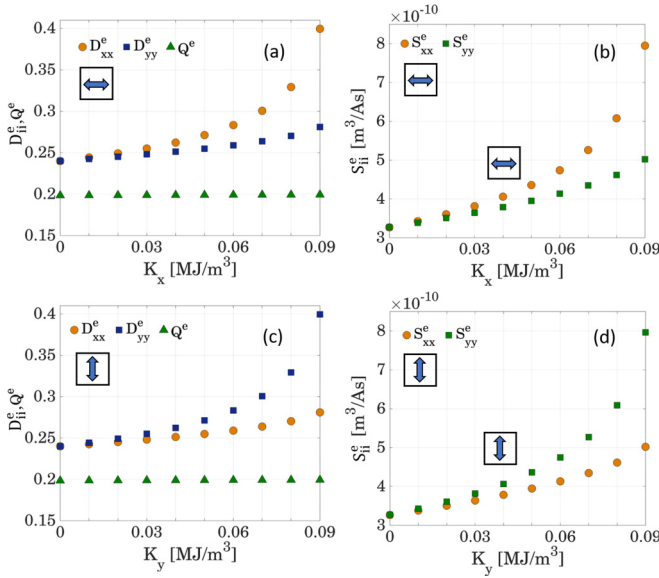 (a)
D^e_xx D^e_yy Q^e
D^e_ii, Q^e
0.4
0.35
0.3
0.25
0.2
0.15
0 0.03 0.06 0.09
K_x [MJ/m^3]
×10^-10
(b)
S^e_xx S^e_yy
S^e_ii [m^3/As]
8
7
6
5
4
3
0 0.03 0.06 0.09
K_x [MJ/m^3]
(c)
D^e_xx D^e_yy Q^e
D^e_ii, Q^e
0.4
0.35
0.3
0.25
0.2
0.15
0 0.03 0.06 0.09
K_y [MJ/m^3]
×10^-10
(d)
S^e_xx S^e_yy
S^e_ii [m^3/As]
8
7
6
5
4
3
0 0.03 0.06 0.09
K_y [MJ/m^3]